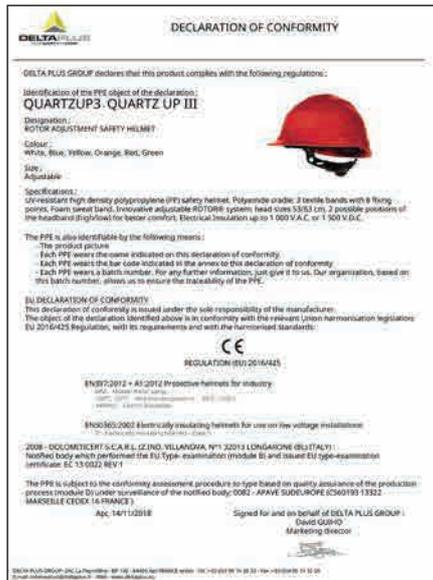 DELTA PLUS
DECLARATION OF CONFORMITY
DELTA PLUS GROUP declares that this product complies with the following regulations :
Identification of the PPE object of the declaration :
QUARTZUP3 - QUARTZ UP III
Designation :
ROTOR ADJUSTMENT SAFETY HELMET
Colour :
White, Blue, Yellow, Orange, Red, Green
Size :
Adjustable
Specifications :
UV-resistant high density polypropylene (PP) safety helmet. Polyamide cradle: 3 textile bands with 8 fixing
points. Foam sweat band. Innovative adjustable ROTOR® system: head sizes 53/63 cm. 2 possible positions of
the headband (high/low) for better comfort. Electrical Insulation up to 1 000 V.A.C. or 1 500 V.D.C.
The PPE is also identifiable by the following means :
- The product picture
- Each PPE wears the name indicated on this declaration of conformity
- Each PPE wears the bar code indicated in the annex to this declaration of conformity
- Each PPE wears a batch number. For any further information, just give it to us. Our organization, based on
this batch number, allows us to ensure the traceability of the PPE.
EU DECLARATION OF CONFORMITY
This declaration of conformity is issued under the sole responsibility of the manufacturer.
The object of the declaration identified above is in conformity with the relevant Union harmonisation legislation:
EU 2016/425 Regulation, with its requirements and with the harmonised standards:
CE
REGULATION (EU) 2016/425
EN397:2012 + A1:2012 Protective helmets for industry
EN50365:2002 Electrically insulating helmets for use on low voltage installations
2008 - DOLOMITICERT S.C.A.R.L. (Z.IND. VILLANOVA, N°1 32013 LONGARONE (BL) ITALY) :
Notified body which performed the EU Type- examination (module B) and issued EU type-examination
certificate: EC 13 0022 REV 1
The PPE is subject to the conformity assessment procedure to type based on quality assurance of the production
process (module D) under surveillance of the notified body: 0082 - APAVE SUDEUROPE (CS60193 13322
MARSEILLE CEDEX 16 FRANCE )
Apt, 14/11/2018
Signed for and on behalf of DELTA PLUS GROUP :
David GUIHO
Marketing director